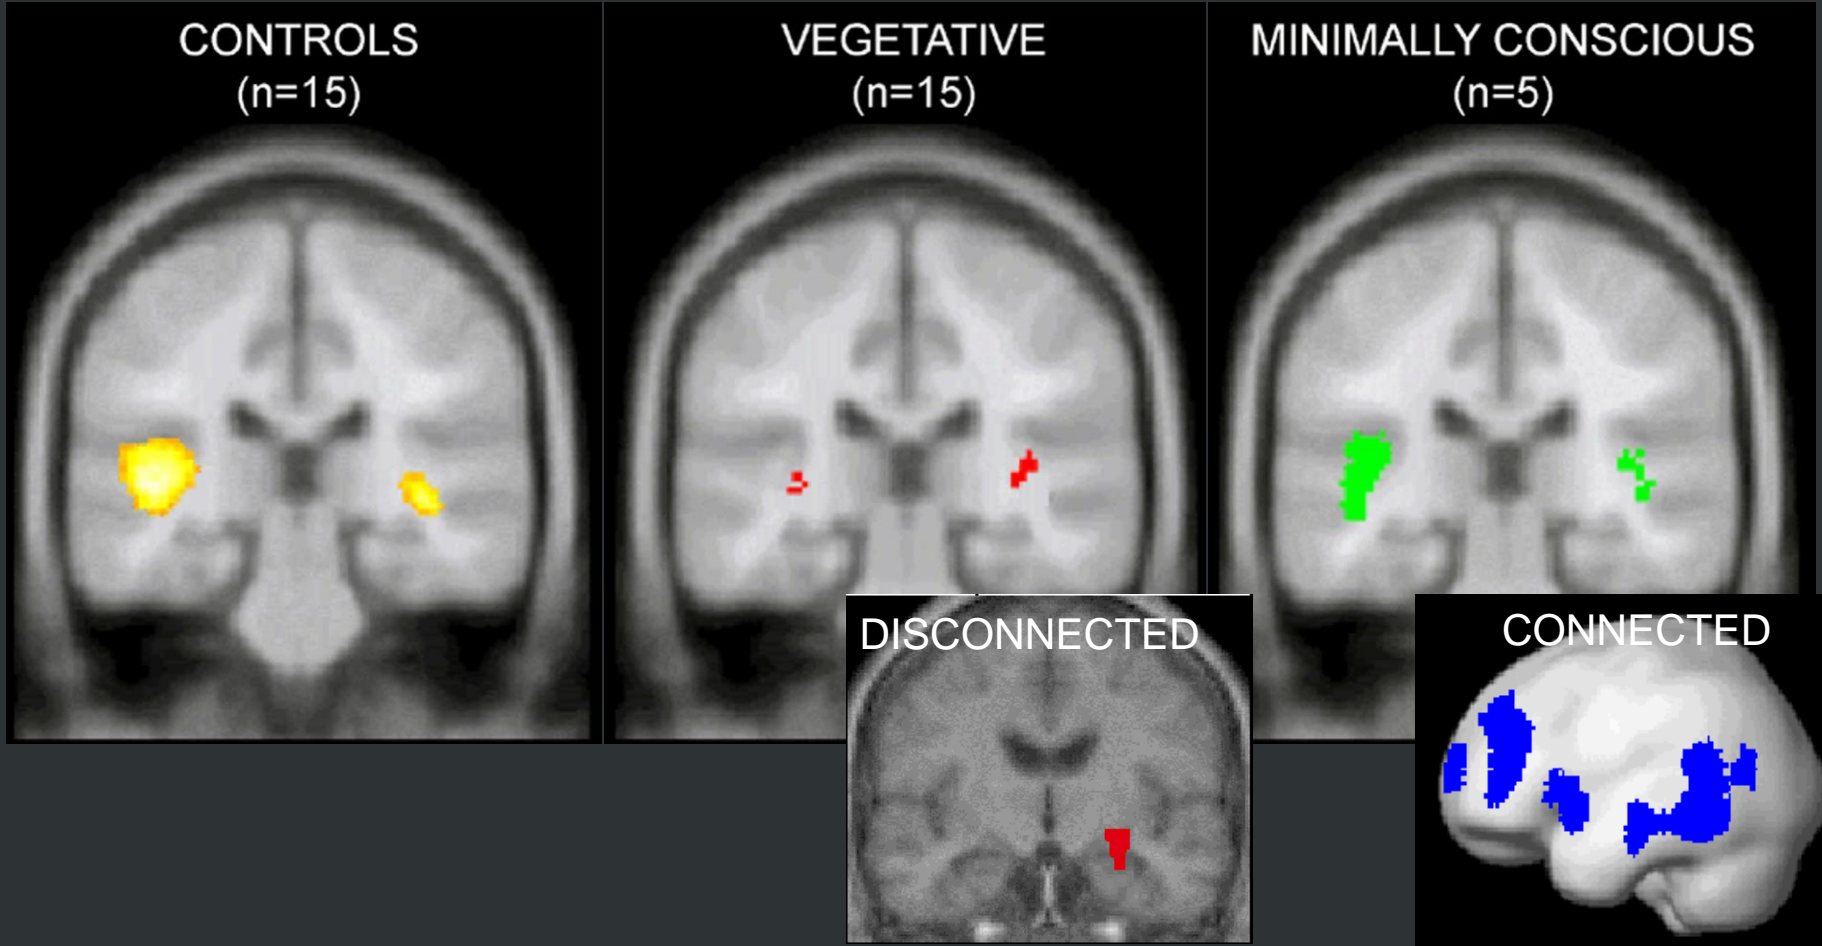 CONTROLS
(n=15)
VEGETATIVE
(n=15)
MINIMALLY CONSCIOUS
(n=5)
DISCONNECTED
CONNECTED